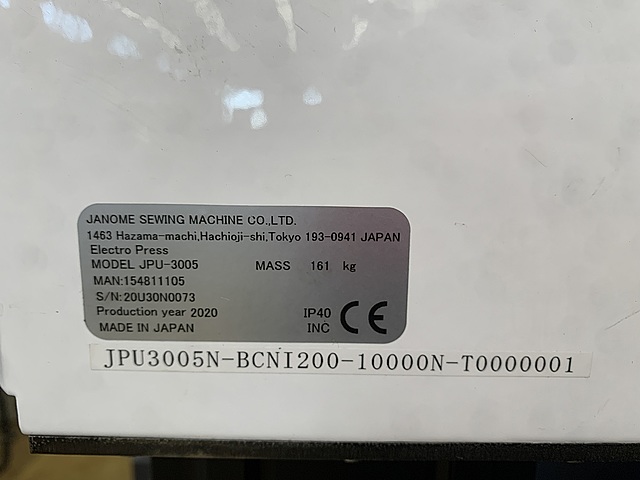 JANOME SEWING MACHINE CO.,LTD.
1463 Hazama-machi,Hachioji-shi,Tokyo 193-0941 JAPAN
Electro Press
MODEL JPU-3005 MASS 161 kg
MAN:154811105
S/N:20U30N0073
Production year 2020 IP40
MADE IN JAPAN INC CE
JPU3005N-BCNI200-10000N-T0000001